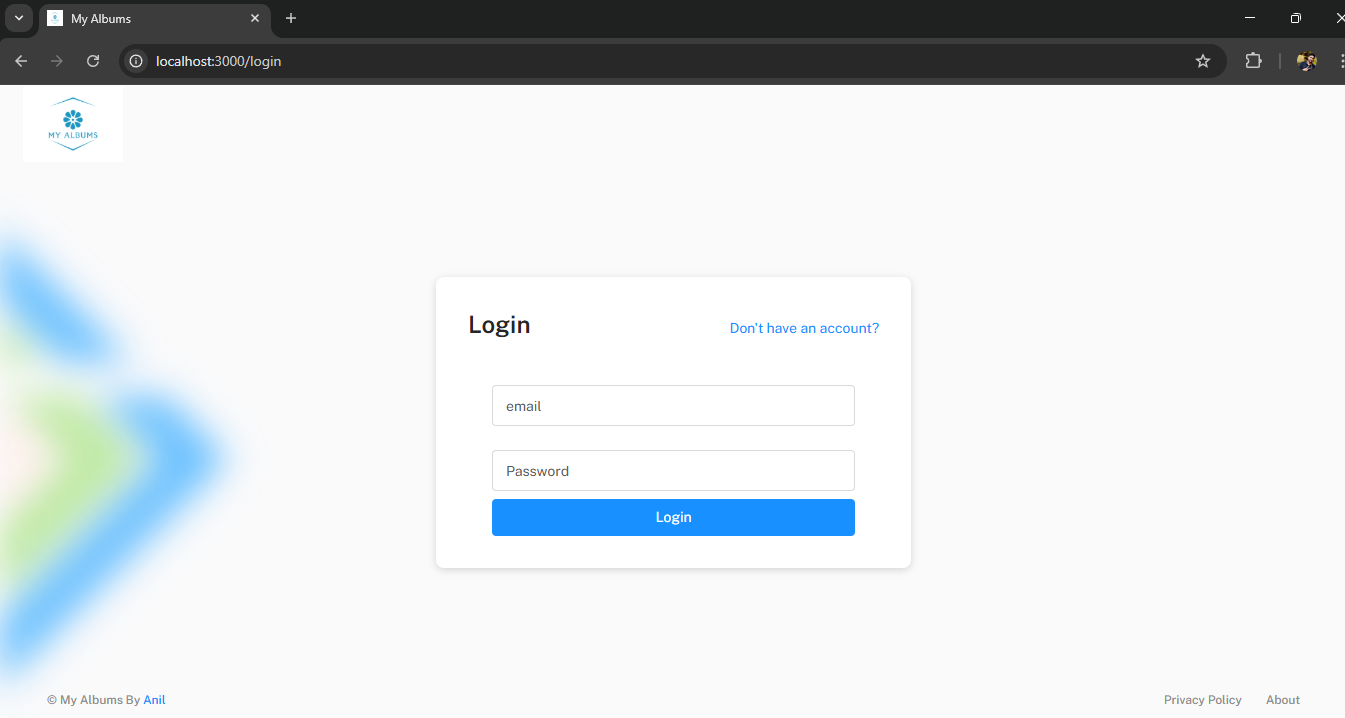 My Albums
localhost:3000/login
MY ALBUMS
Login
Don't have an account?
email
Password
Login
© My Albums By Anil
Privacy Policy
About